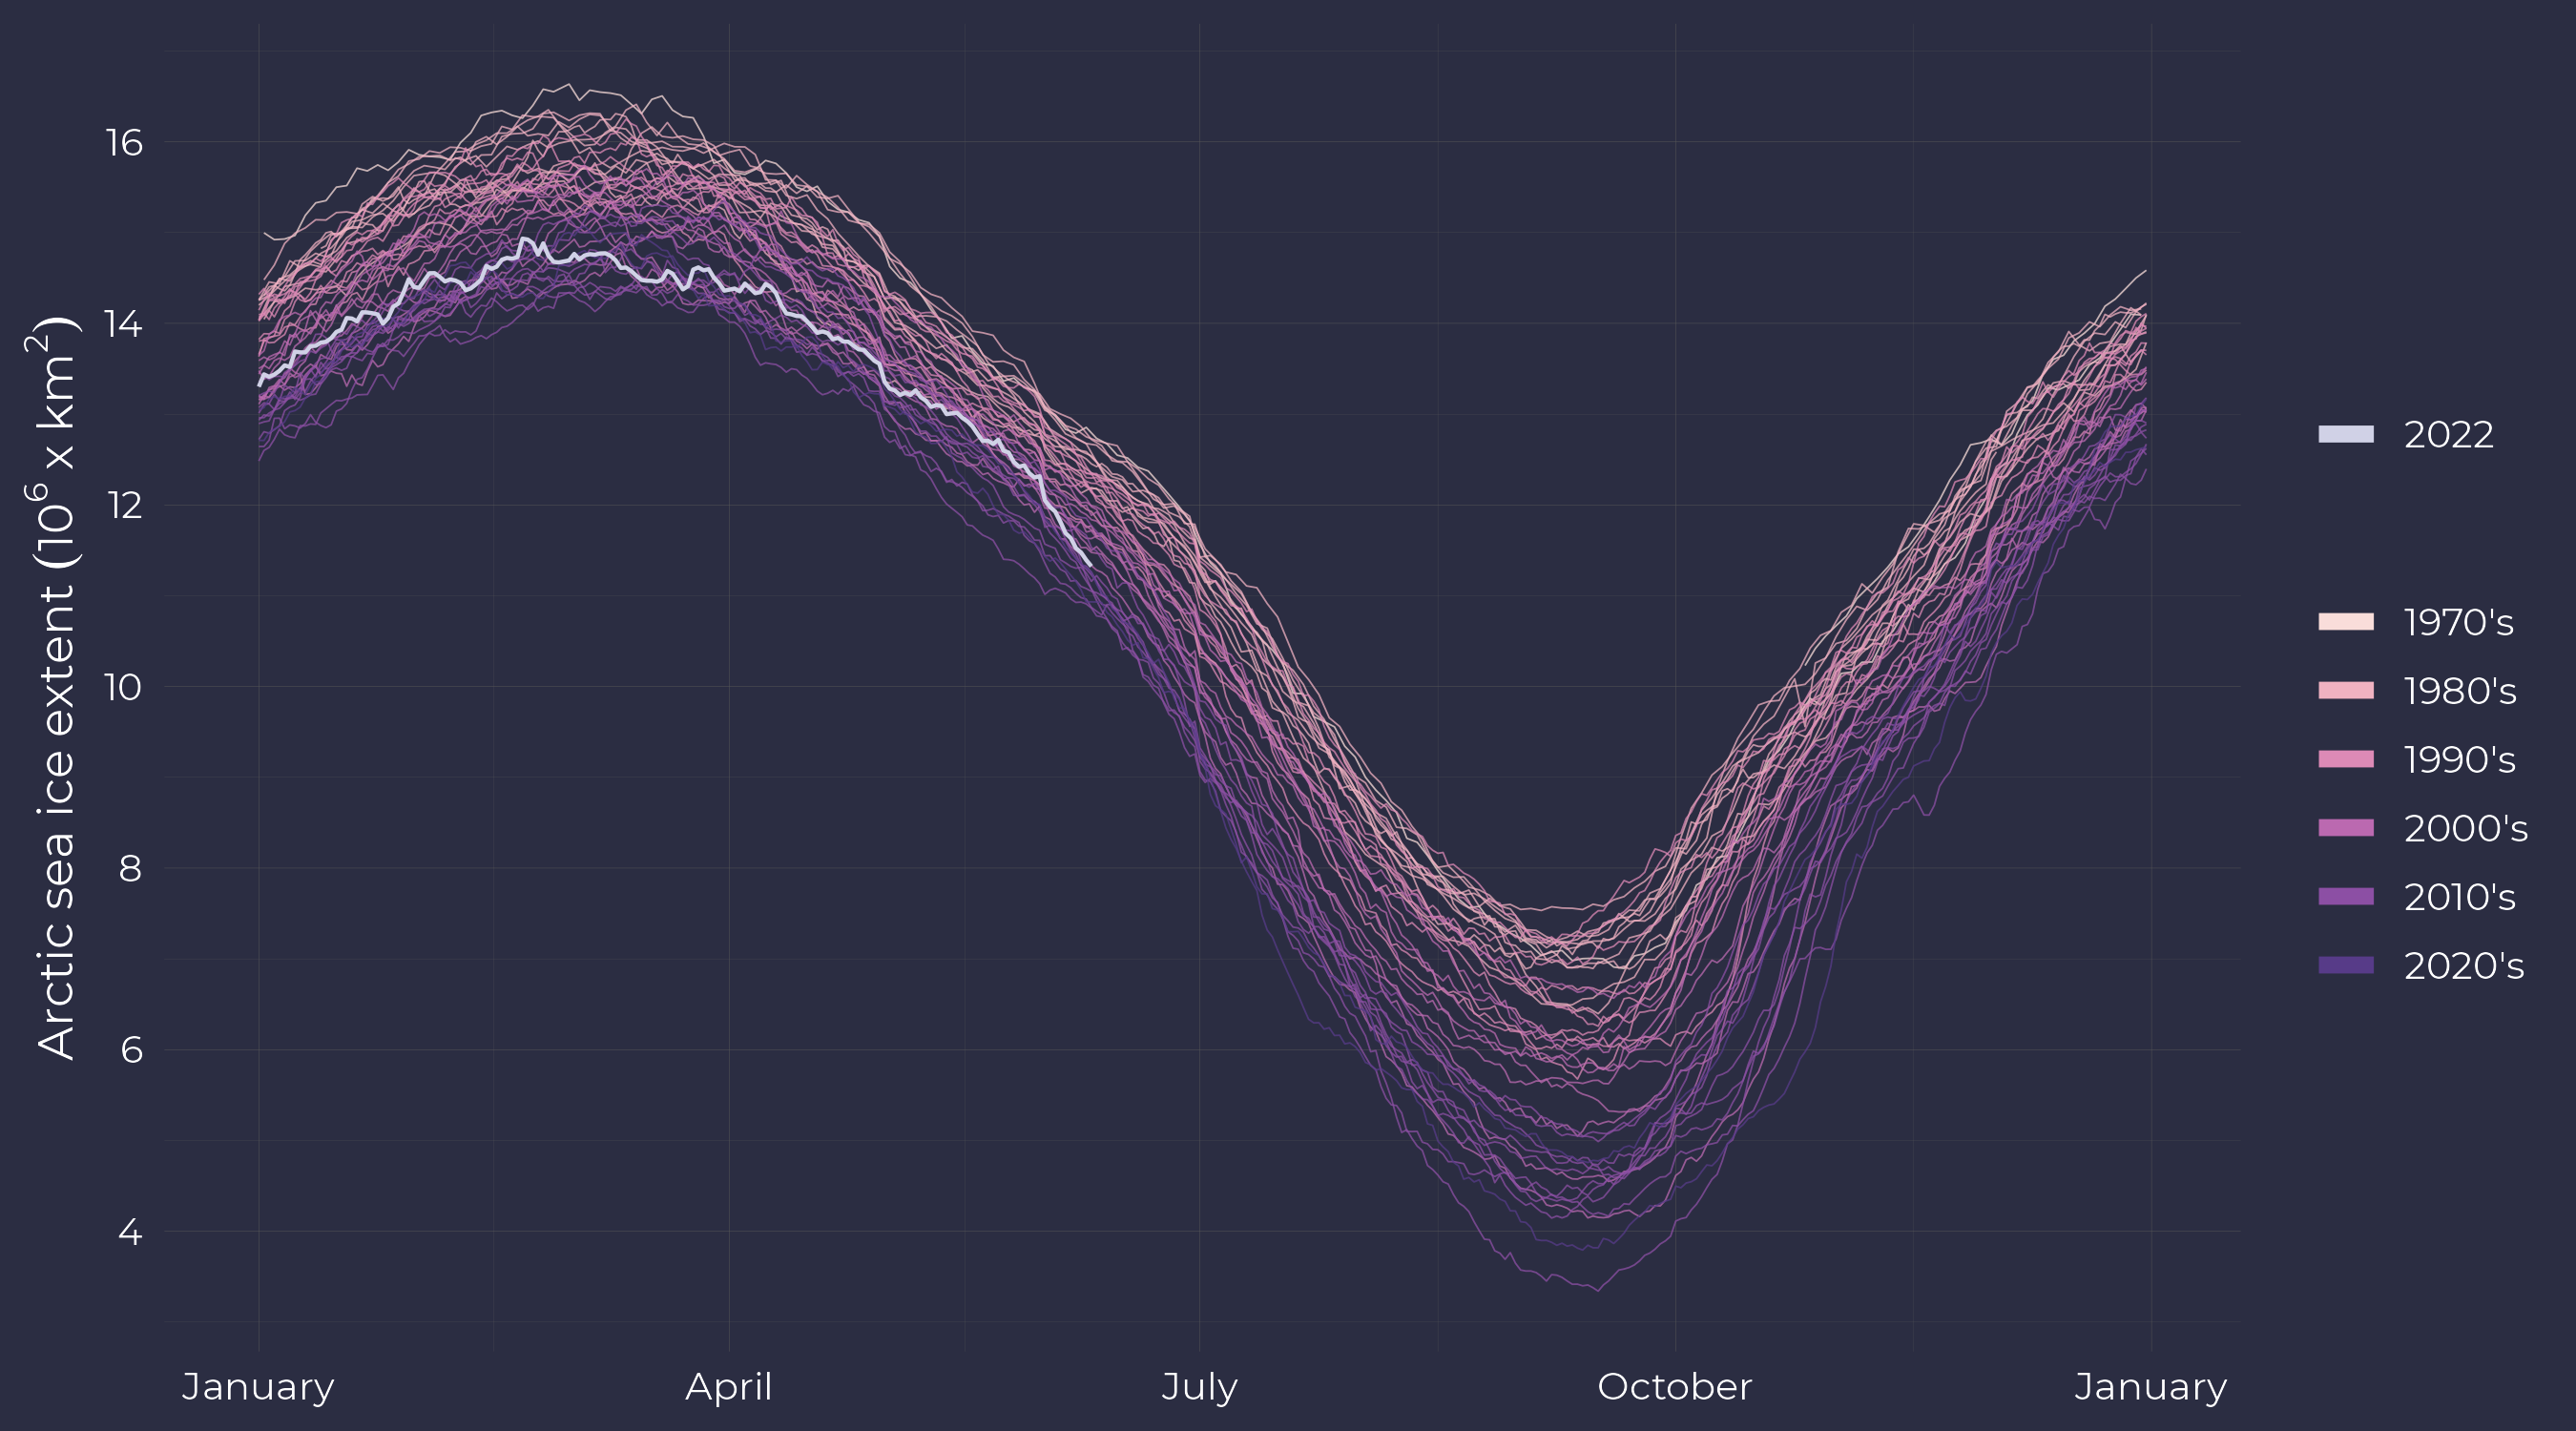 Arctic sea ice extent (10⁶ x km²)
16
14
12
10
8
6
4
January April July October January
2022
1970's
1980's
1990's
2000's
2010's
2020's